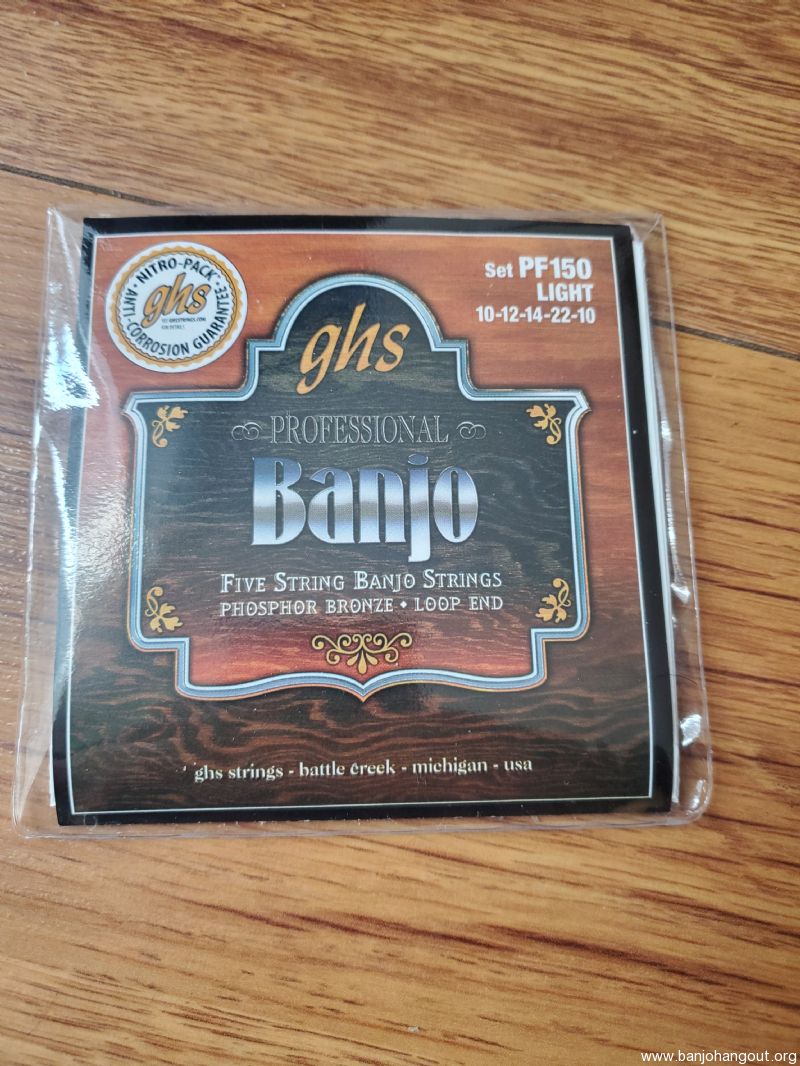 NITRO-PACK
ghs
ANTI-CORROSION GUARANTEE
Set PF150
LIGHT
10-12-14-22-10
ghs
PROFESSIONAL
Banjo
FIVE STRING BANJO STRINGS
PHOSPHOR BRONZE • LOOP END
ghs strings - battle creek - michigan - usa
www.banjohangout.org